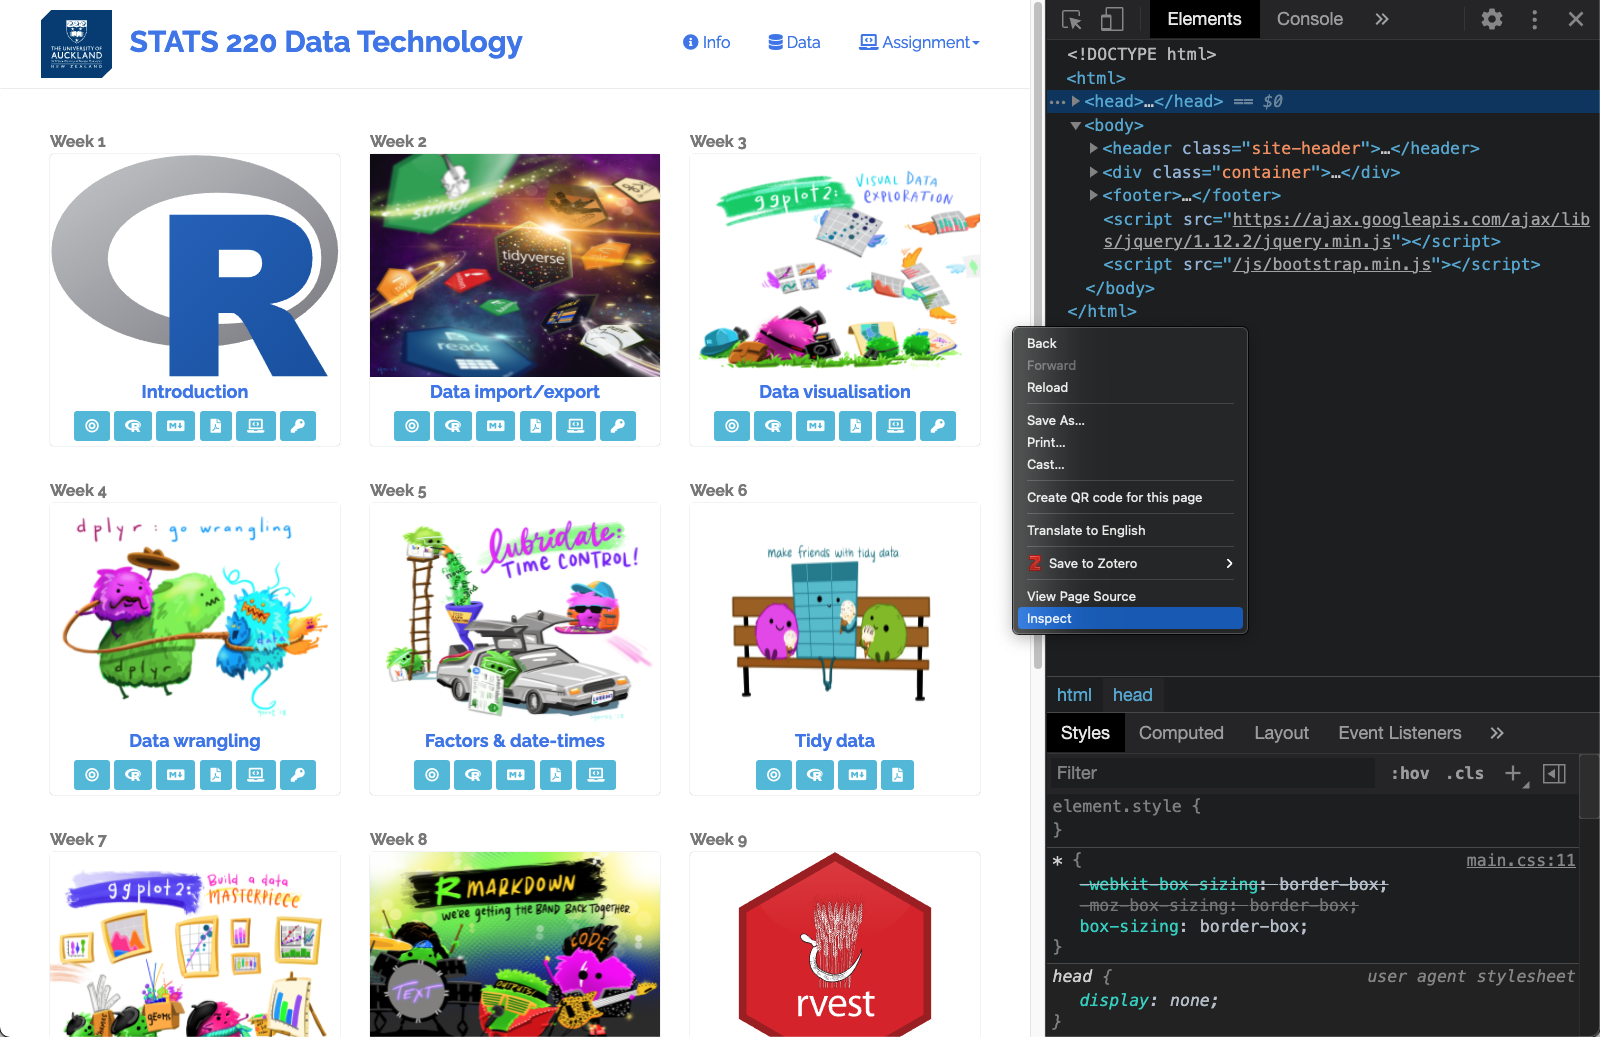 THE UNIVERSITY OF
AUCKLAND
NEW ZEALAND
STATS 220 Data Technology
Info
Data
Assignment
Week 1
Introduction
Week 2
stringr
tidyverse
readr
Data import/export
Week 3
ggplot2:
VISUAL DATA
EXPLORATION
Data visualisation
Week 4
dplyr:
go wrangling
dplyr
Data wrangling
Week 5
lubridate:
TIME CONTROL!
Factors & date-times
Week 6
make friends with tidy data
Tidy data
Week 7
ggplot2:
Build a data
MASTERPIECE
geoms
Week 8
R MARKDOWN
we're getting the BAND BACK Together.
CODE
TEXT
OUTPUTS
Week 9
rvest
Elements
Console
<!DOCTYPE html>
<html>
<head>…</head> == $0
<body>
<header class="site-header">…</header>
<div class="container">…</div>
<footer>…</footer>
<script src="https://ajax.googleapis.com/ajax/lib
s/jquery/1.12.2/jquery.min.js"></script>
<script src="/js/bootstrap.min.js"></script>
</body>
</html>
Back
Forward
Reload
Save As...
Print...
Cast...
Create QR code for this page
Translate to English
Save to Zotero
View Page Source
Inspect
html
head
Styles
Computed
Layout
Event Listeners
Filter
:hov
.cls
element.style {
}
* {
main.css:11
-webkit-box-sizing: border-box;
-moz-box-sizing: border-box;
box-sizing: border-box;
}
head {
user agent stylesheet
display: none;
}